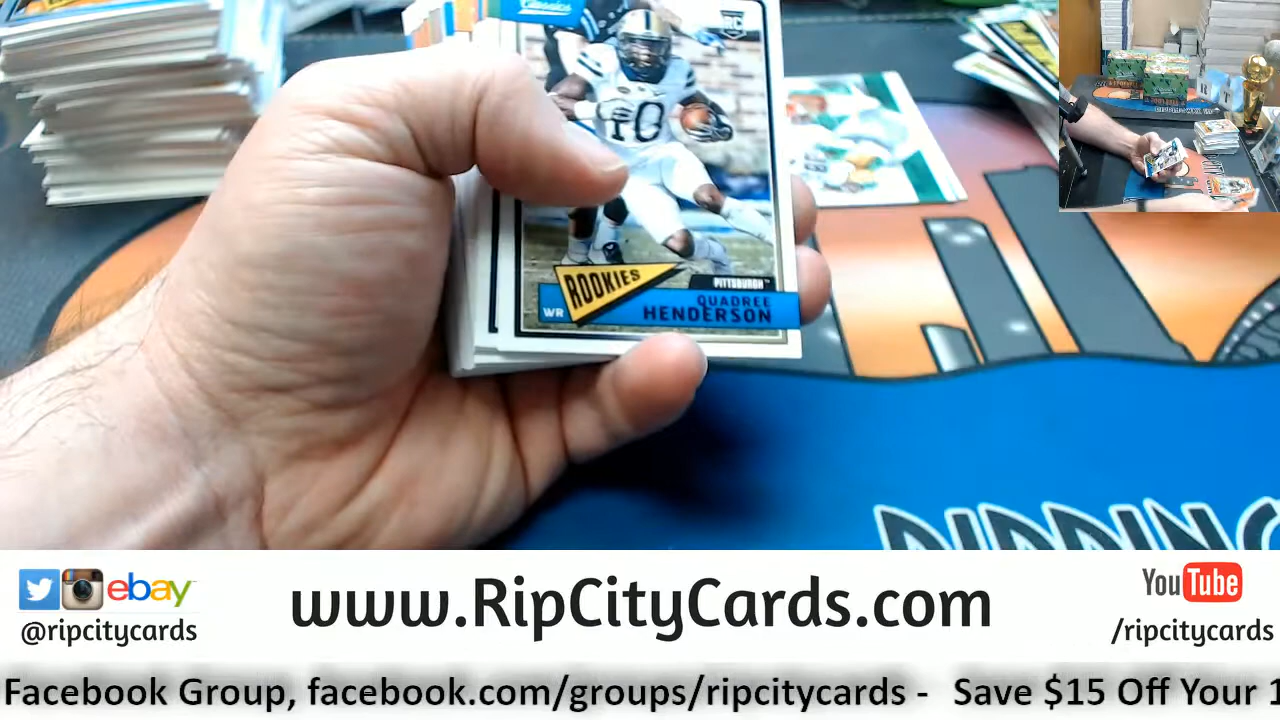 Classics
RC
10
ROOKIES
PITTSBURGH
WR
QUADREE
HENDERSON
ebay
@ripcitycards
www.RipCityCards.com
YouTube
/ripcitycards
Facebook Group, facebook.com/groups/ripcitycards - Save $15 Off Your 1